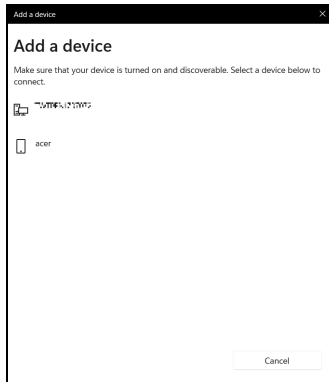 Add a device
Add a device
Make sure that your device is turned on and discoverable. Select a device below to
connect.
acer
Cancel